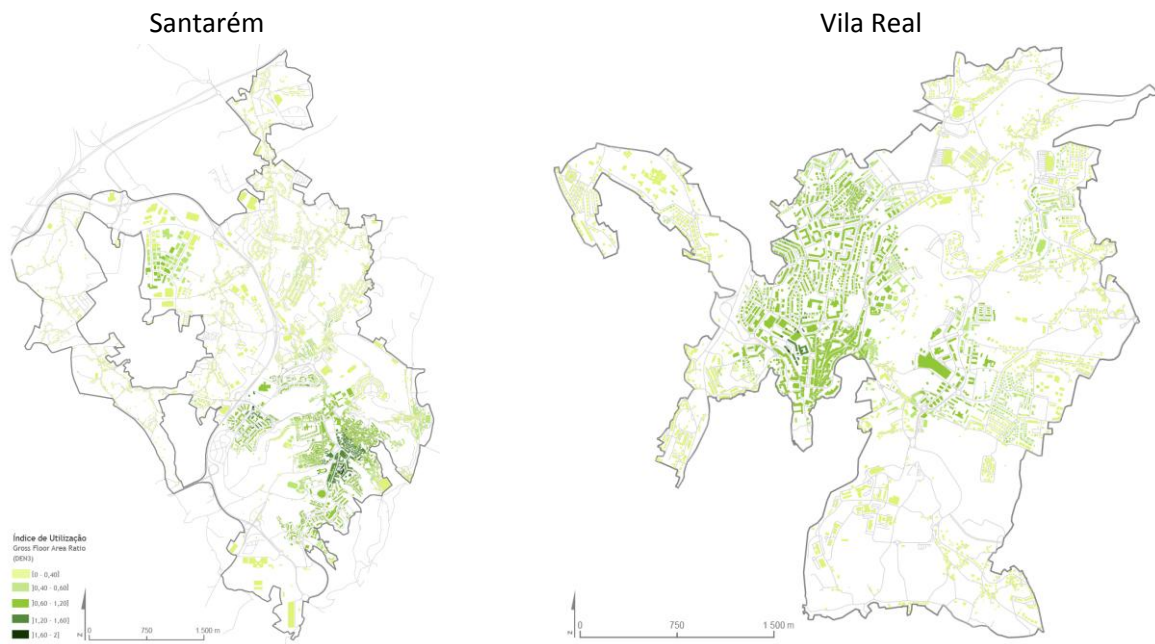 Santarém
Vila Real
Índice de Utilização
Gross Floor Area Ratio
(DEN3)
[0 - 0,40]
]0,40 - 0,60]
]0,60 - 1,20]
]1,20 - 1,60]
]1,60 - 2]
N
0 750 1 500 m
N
0 750 1 500 m